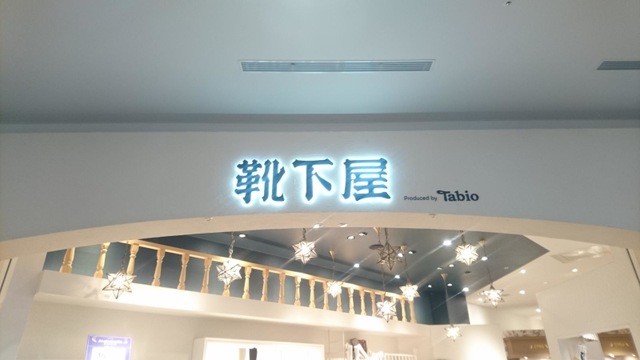 靴下屋 Produced by Tabio